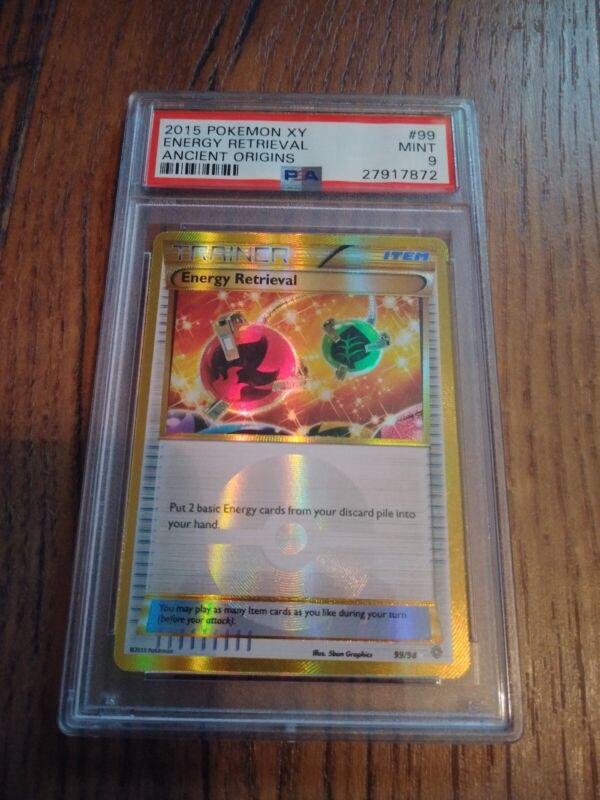 2015 POKEMON XY #99
ENERGY RETRIEVAL MINT
ANCIENT ORIGINS 9
PSA 27917872
TRAINER ITEM
Energy Retrieval
Put 2 basic Energy cards from your discard pile into
your hand.
You may play as many Item cards as you like during your turn
(before your attack).
©2015 Pokémon Illus. 5ban Graphics 99/98